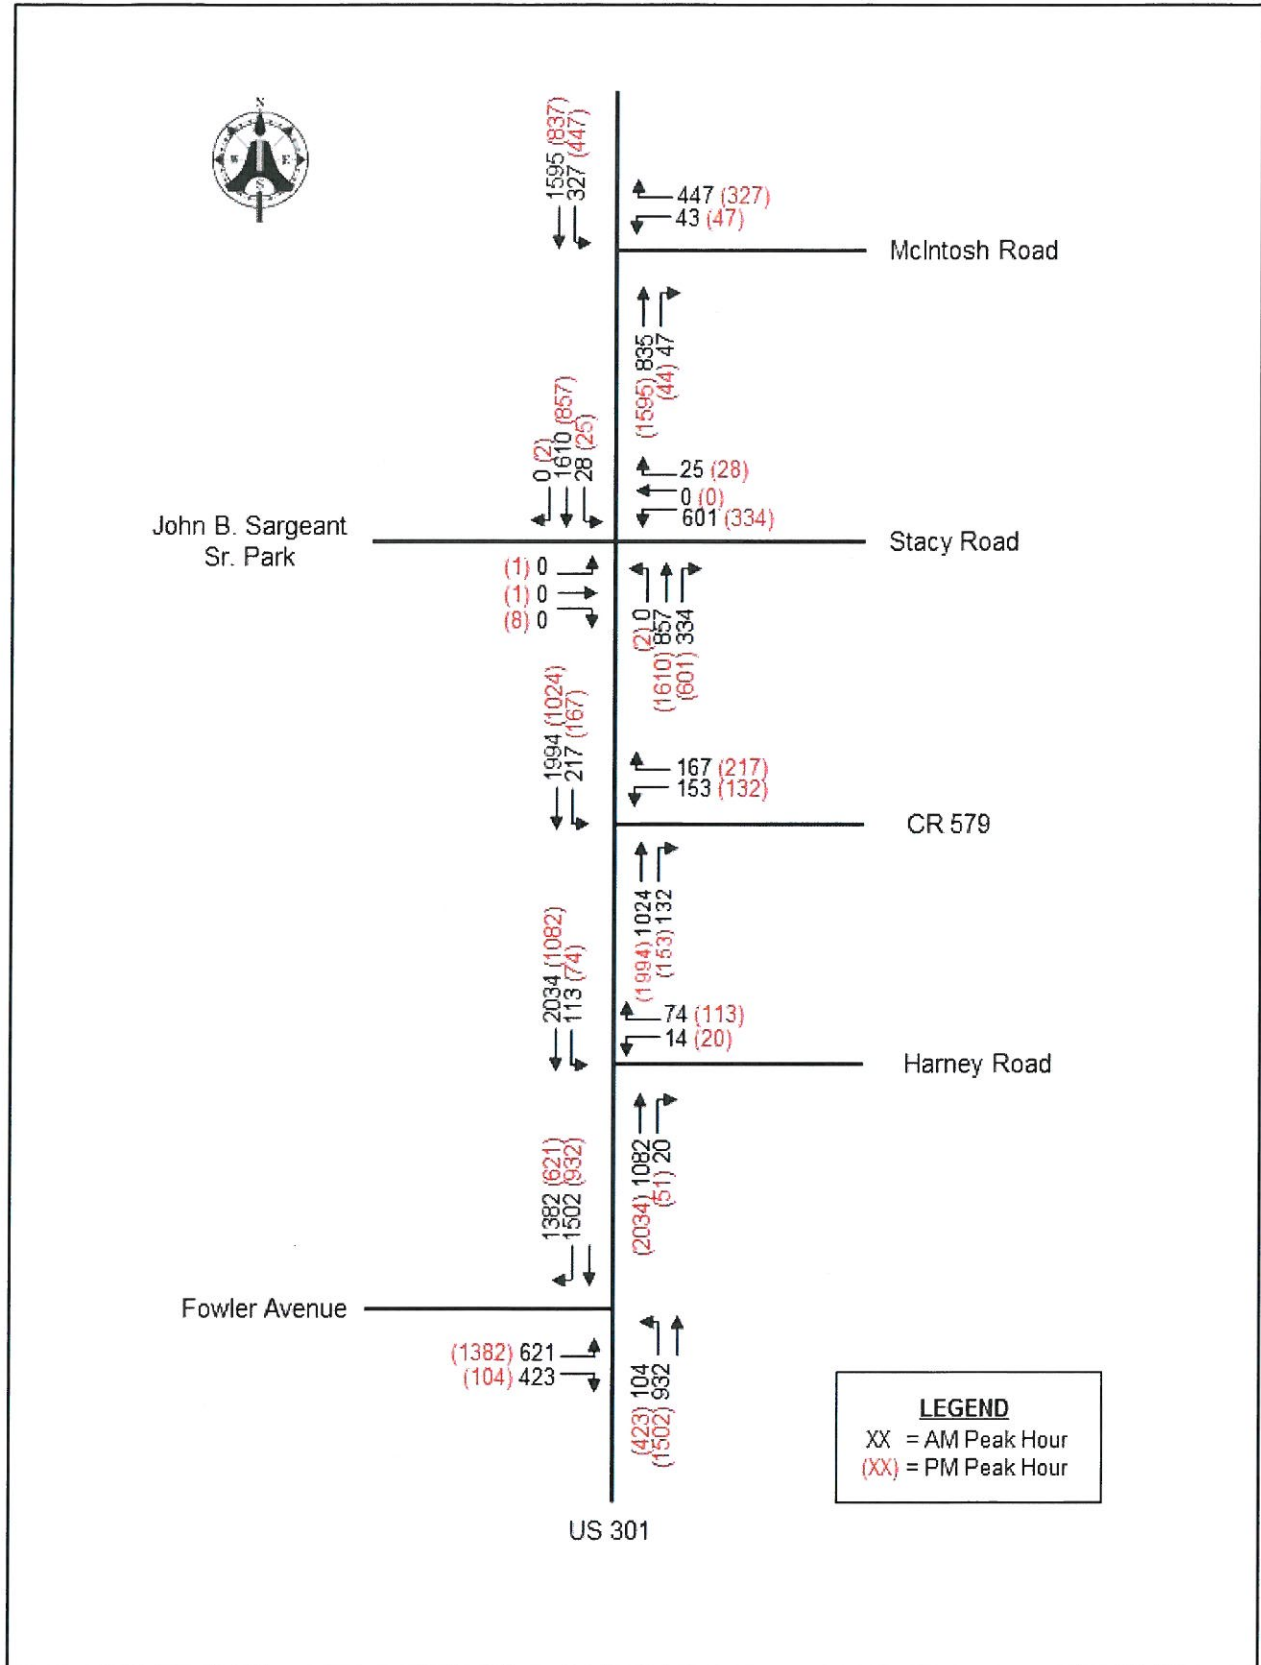 N
W E
S
1595 (837)
327 (447)
447 (327)
43 (47)
McIntosh Road
(1595) 835
(44) 47
0 (2)
1610 (857)
28 (25)
25 (28)
0 (0)
601 (334)
John B. Sargeant
Sr. Park
Stacy Road
(1) 0
(1) 0
(8) 0
(2) 0
(1610) 857
(601) 334
1994 (1024)
217 (167)
167 (217)
153 (132)
CR 579
(1994) 1024
(153) 132
2034 (1082)
113 (74)
74 (113)
14 (20)
Harney Road
(2034) 1082
(51) 20
1382 (621)
1502 (932)
Fowler Avenue
(1382) 621
(104) 423
(423) 104
(1502) 932
LEGEND
XX = AM Peak Hour
(XX) = PM Peak Hour
US 301